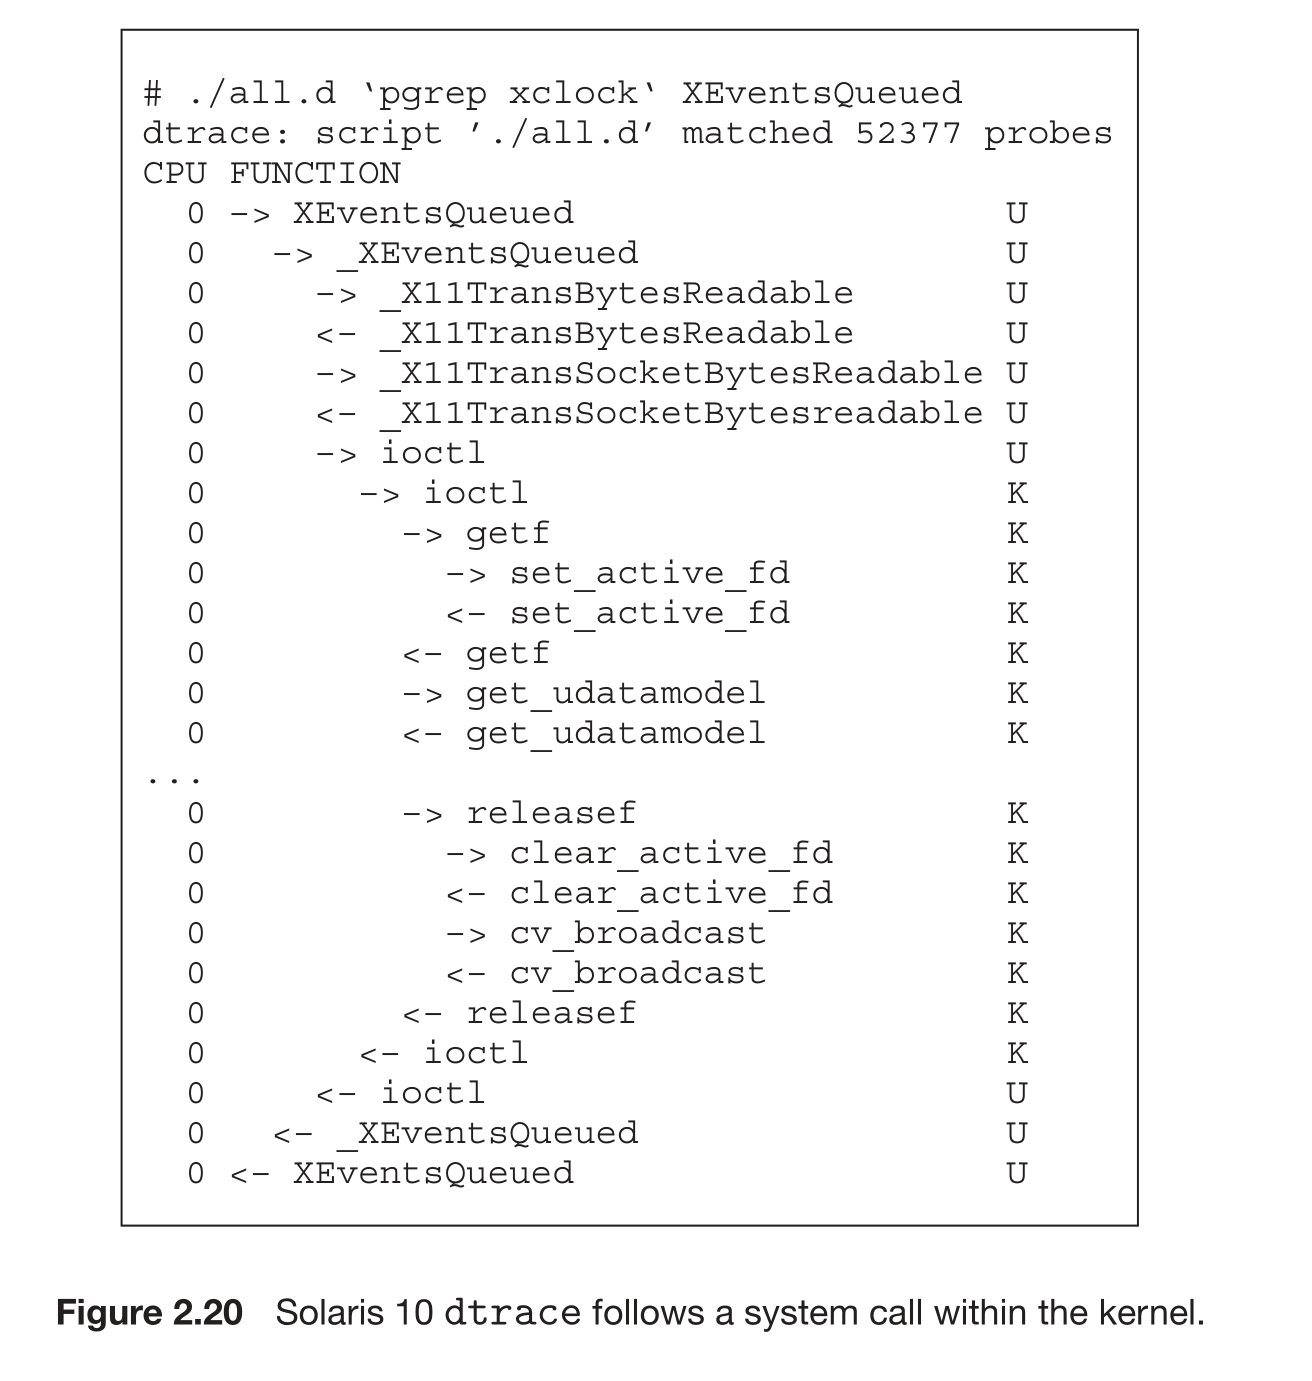 # ./all.d ‘pgrep xclock‘ XEventsQueued
dtrace: script ’./all.d’ matched 52377 probes
CPU FUNCTION
  0 -> XEventsQueued                    U
  0   -> _XEventsQueued                 U
  0     -> _X11TransBytesReadable       U
  0     <- _X11TransBytesReadable       U
  0     -> _X11TransSocketBytesReadable U
  0     <- _X11TransSocketBytesreadable U
  0     -> ioctl                        U
  0       -> ioctl                      K
  0         -> getf                     K
  0           -> set_active_fd          K
  0           <- set_active_fd          K
  0         <- getf                     K
  0         -> get_udatamodel           K
  0         <- get_udatamodel           K
...
  0         -> releasef                 K
  0           -> clear_active_fd        K
  0           <- clear_active_fd        K
  0           -> cv_broadcast           K
  0           <- cv_broadcast           K
  0         <- releasef                 K
  0       <- ioctl                      K
  0     <- ioctl                        U
  0   <- _XEventsQueued                 U
  0 <- XEventsQueued                    U
Figure 2.20 Solaris 10 dtrace follows a system call within the kernel.